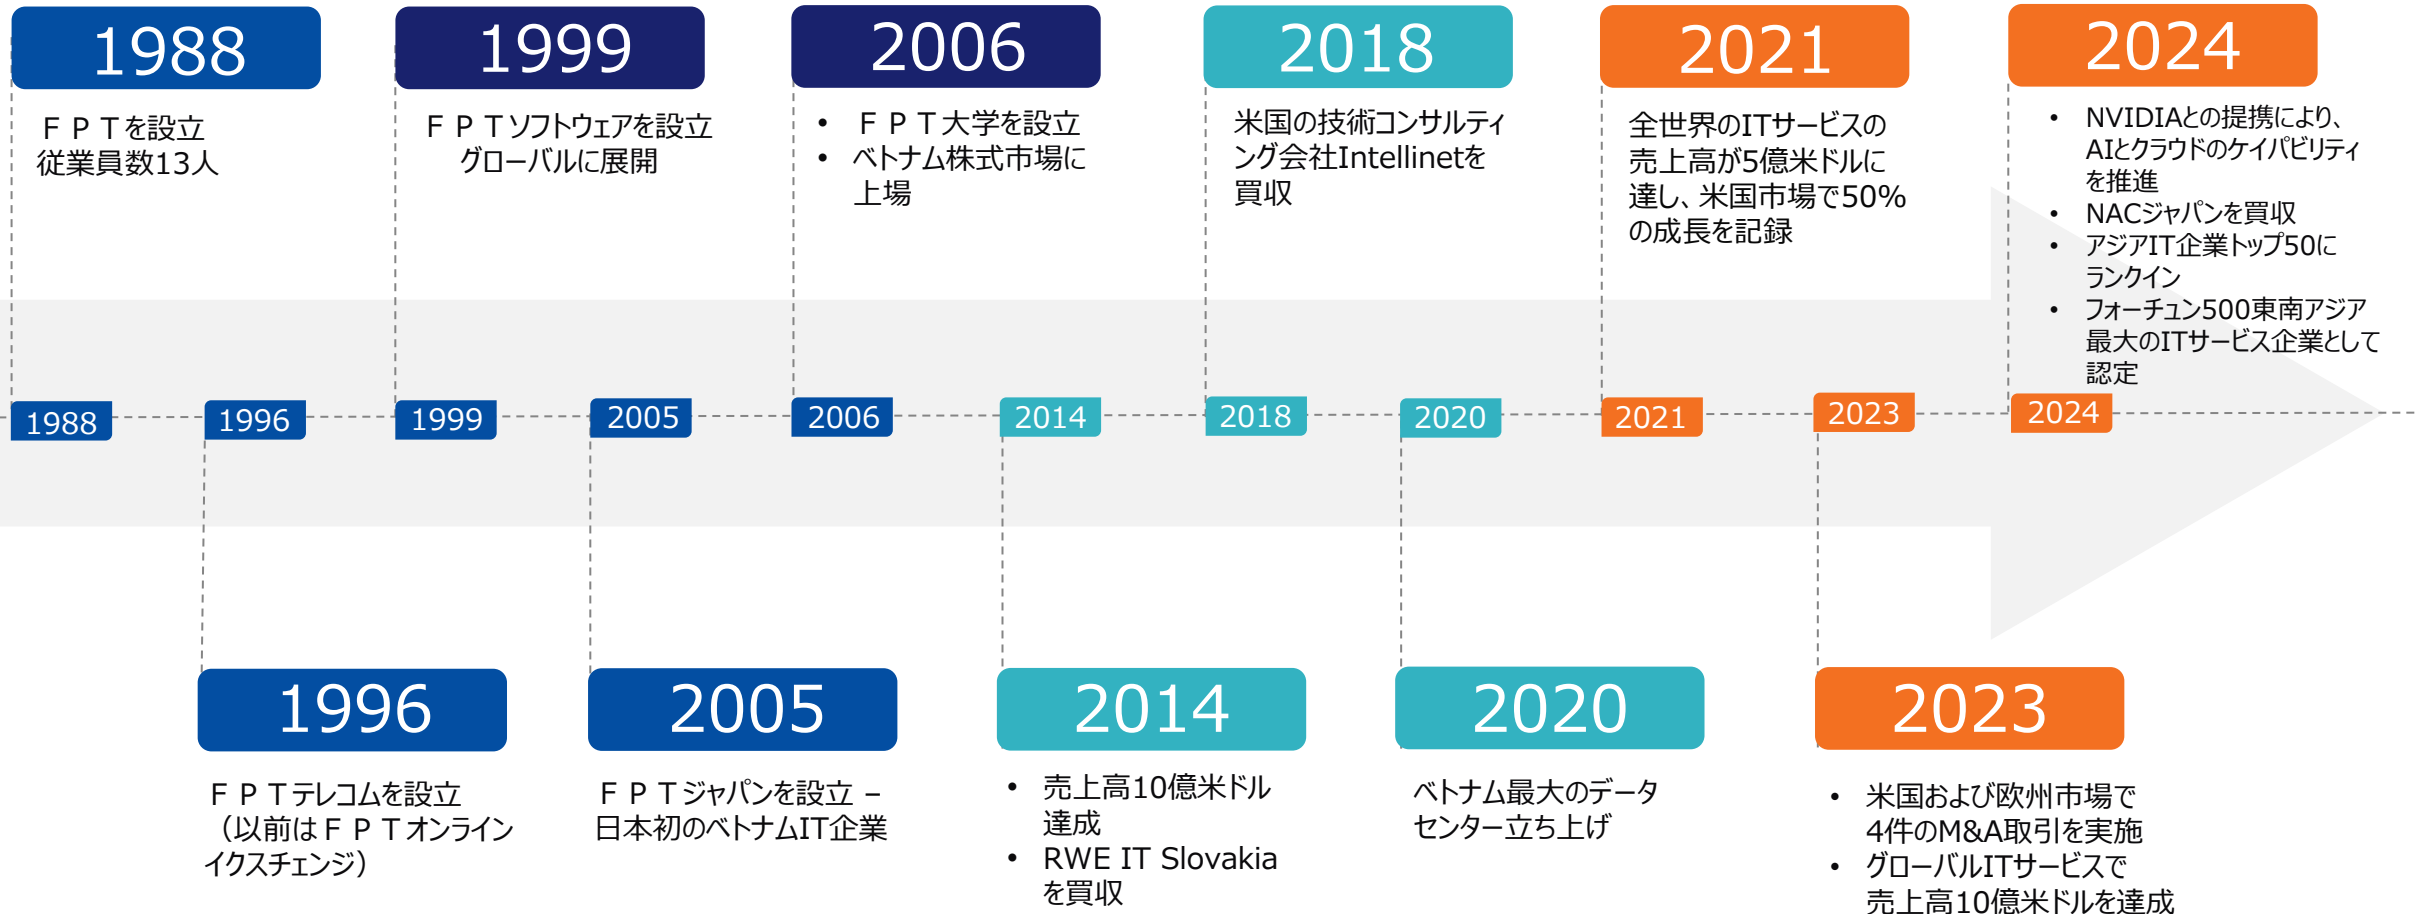 1988
ＦＰＴを設立
従業員数13人
1999
ＦＰＴソフトウェアを設立
グローバルに展開
2006
• ＦＰＴ大学を設立
• ベトナム株式市場に
上場
2018
米国の技術コンサルティ
ング会社Intellinetを
買収
2021
全世界のITサービスの
売上高が5億米ドルに
達し、米国市場で50%
の成長を記録
2024
• NVIDIAとの提携により、
AIとクラウドのケイパビリティ
を推進
• NACジャパンを買収
• アジアIT企業トップ50に
ランクイン
• フォーチュン500東南アジア
最大のITサービス企業として
認定
1988
1996
1999
2005
2006
2014
2018
2020
2021
2023
2024
1996
ＦＰＴテレコムを設立
（以前はＦＰＴオンライン
イクスチェンジ）
2005
ＦＰＴジャパンを設立 –
日本初のベトナムIT企業
2014
• 売上高10億米ドル
達成
• RWE IT Slovakia
を買収
2020
ベトナム最大のデータ
センター立ち上げ
2023
• 米国および欧州市場で
4件のM&A取引を実施
• グローバルITサービスで
売上高10億米ドルを達成